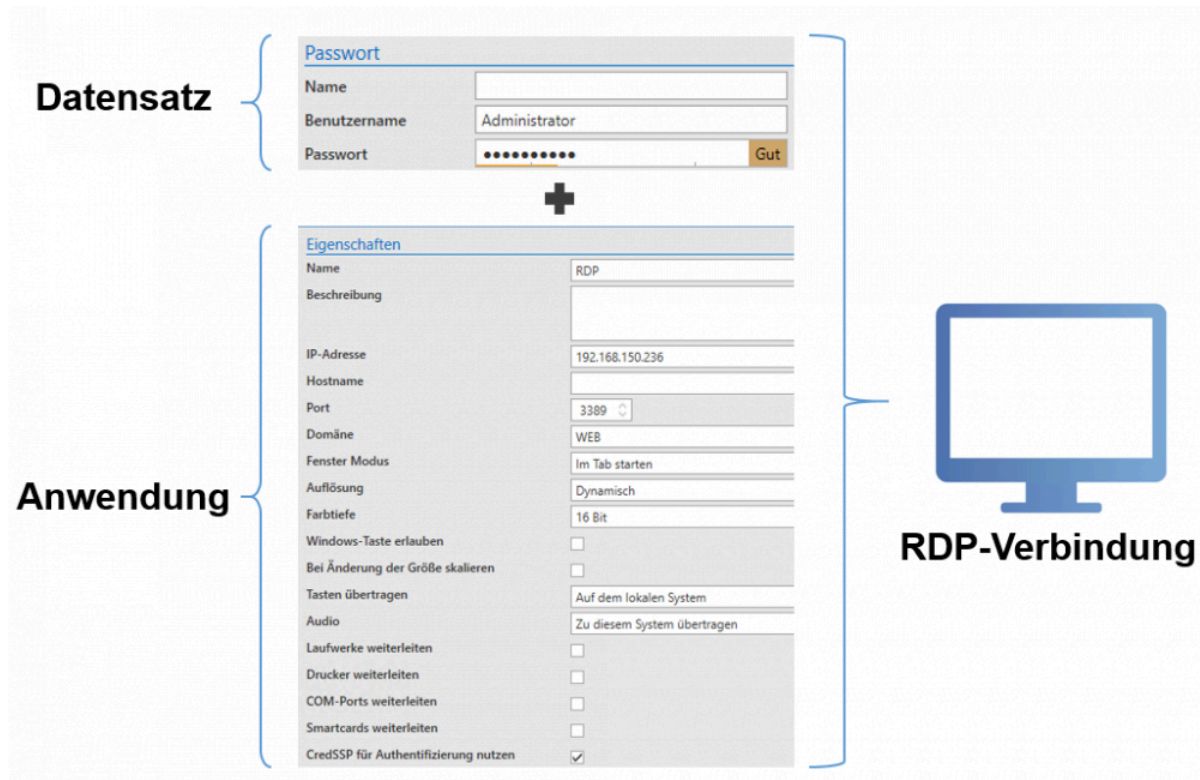 Datensatz
Passwort
Name
Benutzername Administrator
Passwort ●●●●●●●●●● Gut
Anwendung
Eigenschaften
Name RDP
Beschreibung
IP-Adresse 192.168.150.236
Hostname
Port 3389
Domäne WEB
Fenster Modus Im Tab starten
Auflösung Dynamisch
Farbtiefe 16 Bit
Windows-Taste erlauben
Bei Änderung der Größe skalieren
Tasten übertragen Auf dem lokalen System
Audio Zu diesem System übertragen
Laufwerke weiterleiten
Drucker weiterleiten
COM-Ports weiterleiten
Smartcards weiterleiten
CredSSP für Authentifizierung nutzen
RDP-Verbindung